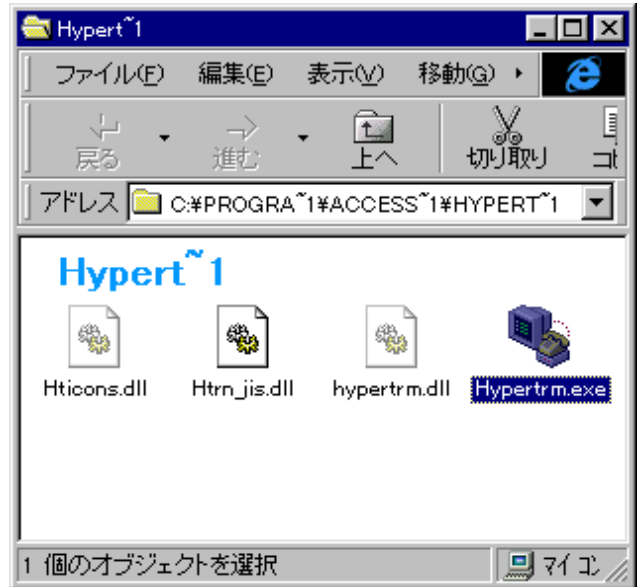 Hypert~1
ファイル(F) 編集(E) 表示(V) 移動(G)
戻る 進む 上へ 切り取り
アドレス C:¥PROGRA~1¥ACCESS~1¥HYPERT~1
Hypert~1
Hticons.dll Htrn_jis.dll hypertrm.dll Hypertrm.exe
1 個のオブジェクトを選択 マイ コン